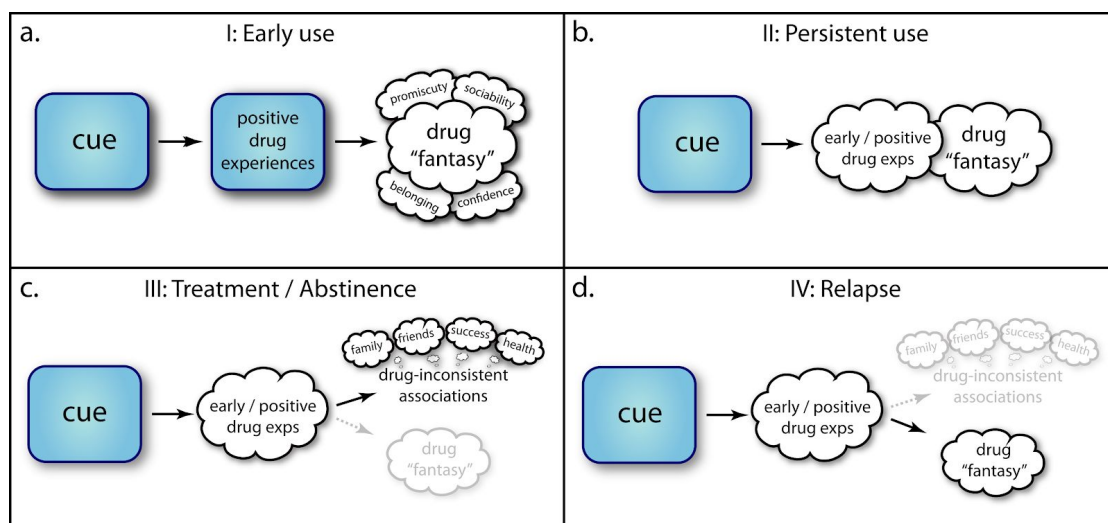 a.
I: Early use
cue
positive
drug
experiences
promiscuty
sociability
drug
"fantasy"
belonging
confidence
b.
II: Persistent use
cue
early / positive
drug exps
drug
"fantasy"
c.
III: Treatment / Abstinence
cue
early / positive
drug exps
family
friends
success
health
drug-inconsistent
associations
drug
"fantasy"
d.
IV: Relapse
cue
early / positive
drug exps
family
friends
success
health
drug-inconsistent
associations
drug
"fantasy"